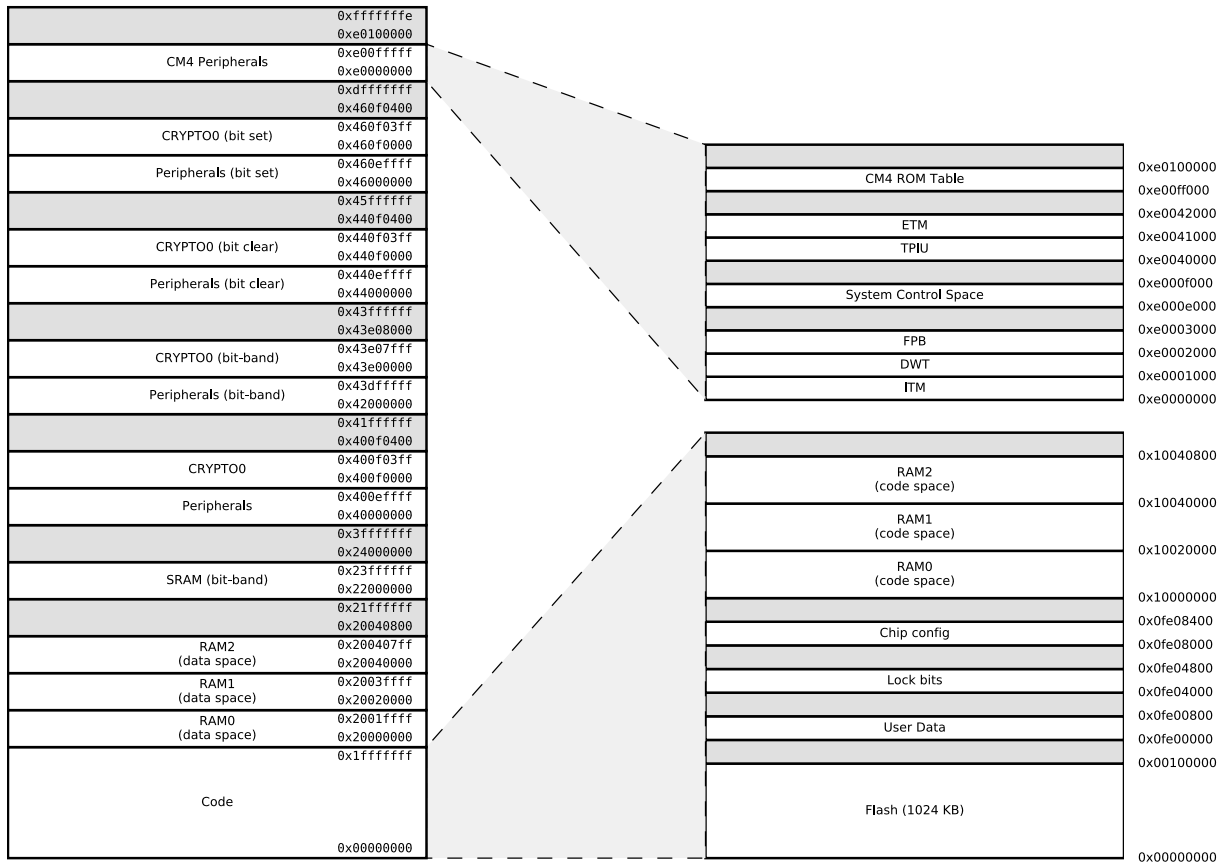 0xfffffffe
0xe0100000
CM4 Peripherals
0xe00fffff
0xe0000000
0xdfffffff
0x460f0400
CRYPTO0 (bit set)
0x460f03ff
0x460f0000
Peripherals (bit set)
0x460effff
0x46000000
0x45ffffff
0x440f0400
CRYPTO0 (bit clear)
0x440f03ff
0x440f0000
Peripherals (bit clear)
0x440effff
0x44000000
0x43ffffff
0x43e08000
CRYPTO0 (bit-band)
0x43e07fff
0x43e00000
Peripherals (bit-band)
0x43dfffff
0x42000000
0x41ffffff
0x400f0400
CRYPTO0
0x400f03ff
0x400f0000
Peripherals
0x400effff
0x40000000
0x3fffffff
0x24000000
SRAM (bit-band)
0x23ffffff
0x22000000
0x21ffffff
0x20040800
RAM2
(data space)
0x200407ff
0x20040000
RAM1
(data space)
0x2003ffff
0x20020000
RAM0
(data space)
0x2001ffff
0x20000000
0x1fffffff
Code
0x00000000
0xe0100000
CM4 ROM Table
0xe00ff000
0xe0042000
ETM
0xe0041000
TPIU
0xe0040000
0xe000f000
System Control Space
0xe000e000
0xe0003000
FPB
0xe0002000
DWT
0xe0001000
ITM
0xe0000000
0x10040800
RAM2
(code space)
0x10040000
RAM1
(code space)
0x10020000
RAM0
(code space)
0x10000000
0x0fe08400
Chip config
0x0fe08000
0x0fe04800
Lock bits
0x0fe04000
0x0fe00800
User Data
0x0fe00000
0x00100000
Flash (1024 KB)
0x00000000